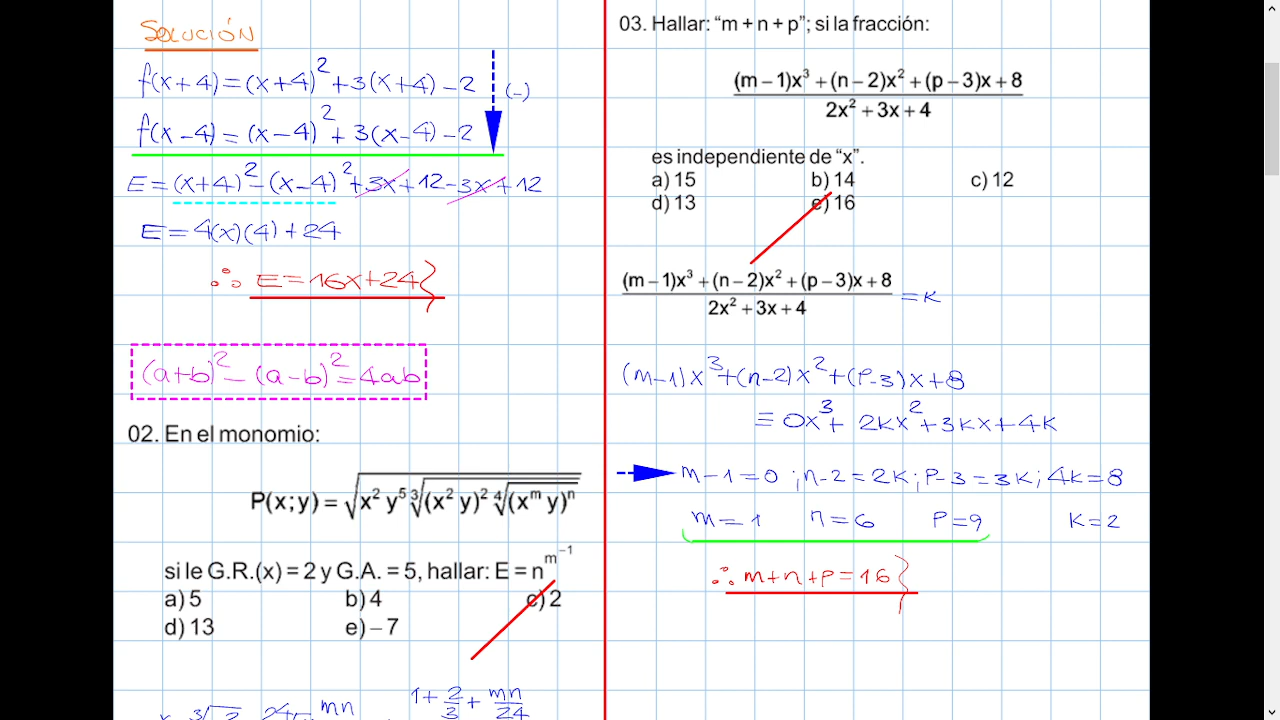 SOLUCIÓN
f(x+4)=(x+4)²+3(x+4)-2
(-)
f(x-4)=(x-4)²+3(x-4)-2
E=(x+4)²-(x-4)²+3x+12-3x+12
E=4(x)(4)+24
∴ E=16x+24}
(a+b)²-(a-b)²=4ab
02. En el monomio:
P(x;y) = √(x² y⁵ ∛((x² y)² ∜((xᵐ y)ⁿ)))
si le G.R.(x) = 2 y G.A. = 5, hallar: E = n^m^-1
a) 5 b) 4 c) 2
d) 13 e) – 7
1+2/3+mn/24
03. Hallar: “m + n + p”; si la fracción:
(m – 1)x³ + (n – 2)x² + (p – 3)x + 8
2x² + 3x + 4
es independiente de “x”.
a) 15 b) 14 c) 12
d) 13 e) 16
(m – 1)x³ + (n – 2)x² + (p – 3)x + 8
2x² + 3x + 4
=K
(m-1)x³+(n-2)x²+(p-3)x+8
≡ 0x³+ 2kx²+3kx+4k
m-1=0 ; n-2=2k; p-3=3k; 4k=8
m=1 n=6 p=9 k=2
∴ m+n+p=16}